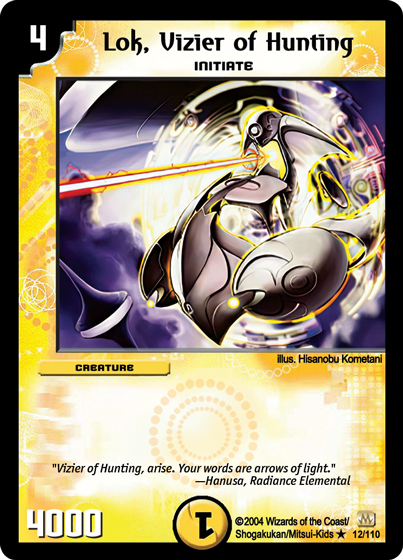 4
Lok, Vizier of Hunting
INITIATE
illus. Hisanobu Kometani
CREATURE
"Vizier of Hunting, arise. Your words are arrows of light."
—Hanusa, Radiance Elemental
4000
1
©2004 Wizards of the Coast/
Shogakukan/Mitsui-Kids ★ 12/110